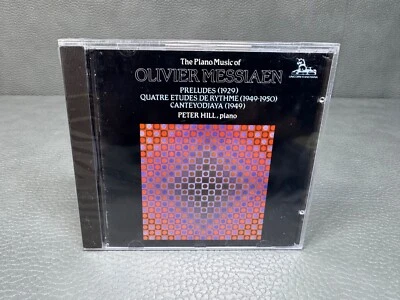 The Piano Music of
OLIVIER MESSIAEN
PRELUDES (1929)
QUATRE ETUDES DE RYTHME (1949-1950)
CANTEYODJAYA (1949)
PETER HILL, piano